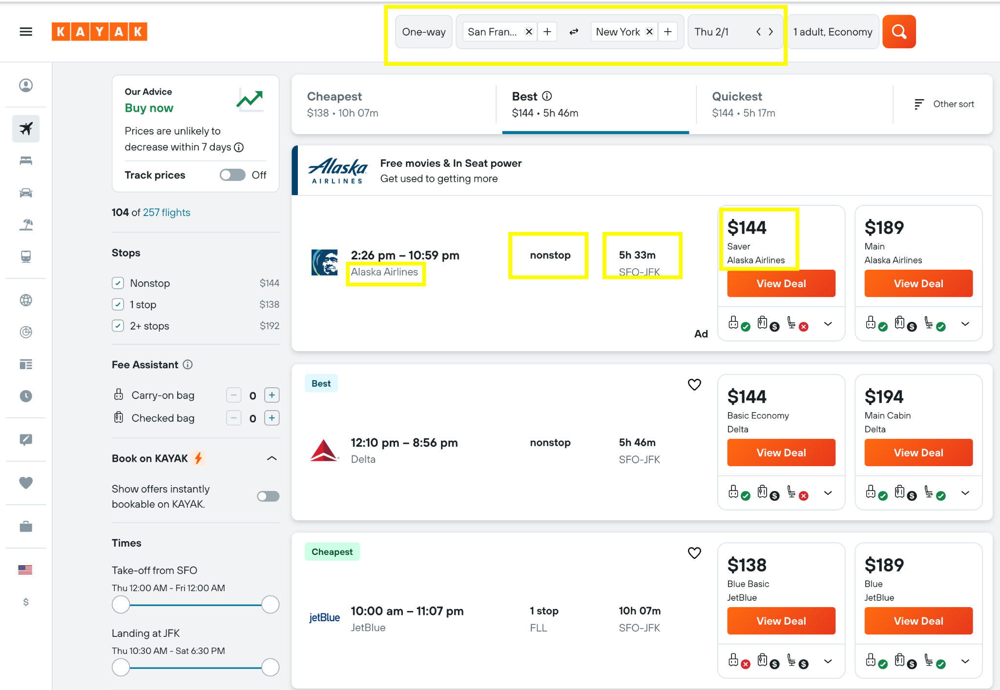 KAYAK
One-way
San Fran...
New York
Thu 2/1
1 adult, Economy
Our Advice
Buy now
Prices are unlikely to
decrease within 7 days
Track prices
Off
104 of 257 flights
Stops
Nonstop
$144
1 stop
$138
2+ stops
$192
Fee Assistant
Carry-on bag
0
Checked bag
0
Book on KAYAK
Show offers instantly
bookable on KAYAK.
Times
Take-off from SFO
Thu 12:00 AM - Fri 12:00 AM
Landing at JFK
Thu 10:30 AM - Sat 6:30 PM
Cheapest
$138 • 10h 07m
Best
$144 • 5h 46m
Quickest
$144 • 5h 17m
Other sort
Alaska
AIRLINES
Free movies & In Seat power
Get used to getting more
2:26 pm – 10:59 pm
Alaska Airlines
nonstop
5h 33m
SFO-JFK
Ad
$144
Saver
Alaska Airlines
View Deal
$189
Main
Alaska Airlines
View Deal
Best
12:10 pm – 8:56 pm
Delta
nonstop
5h 46m
SFO-JFK
$144
Basic Economy
Delta
View Deal
$194
Main Cabin
Delta
View Deal
Cheapest
jetBlue
10:00 am – 11:07 pm
JetBlue
1 stop
FLL
10h 07m
SFO-JFK
$138
Blue Basic
JetBlue
View Deal
$189
Blue
JetBlue
View Deal